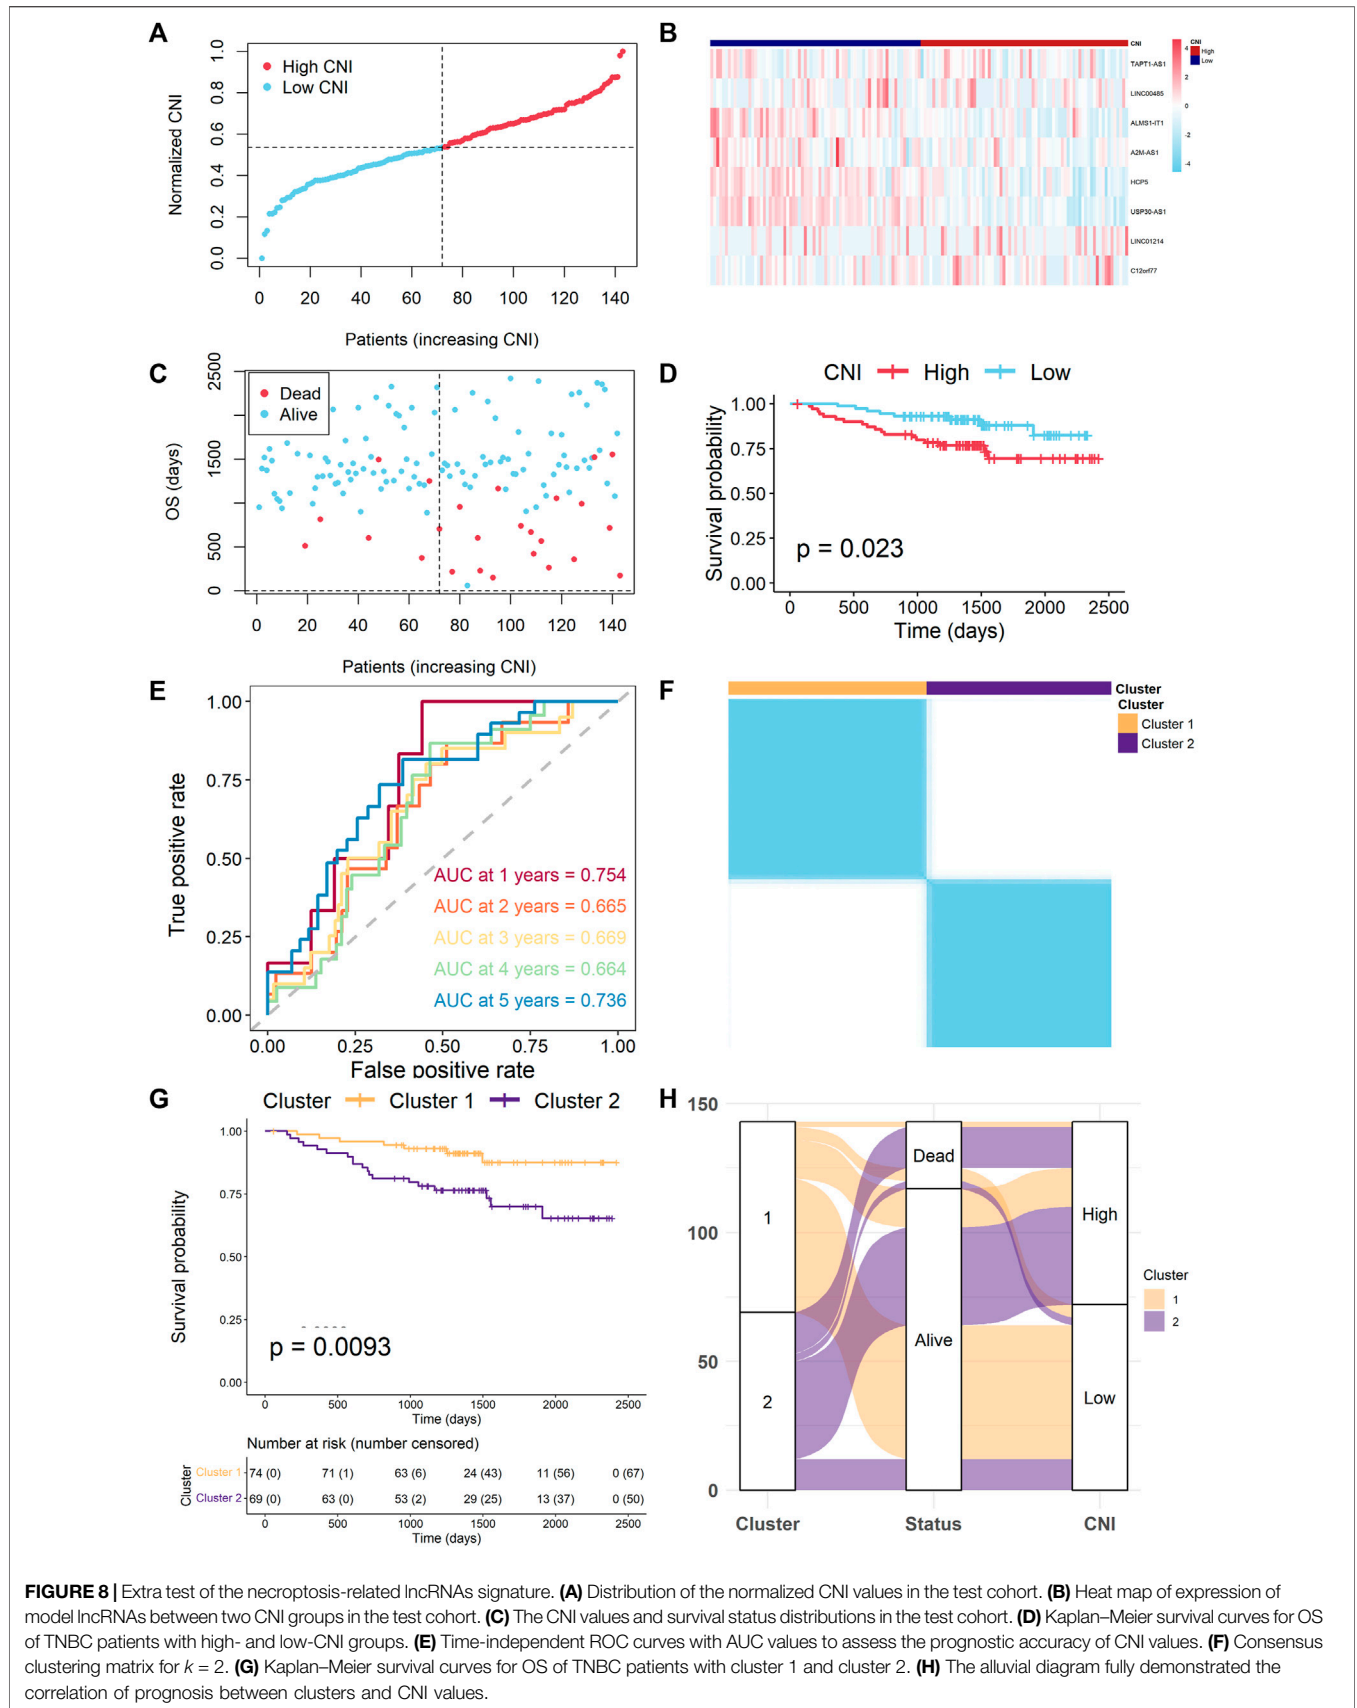 A
Normalized CNI
1.0
0.8
0.6
0.4
0.2
0.0
High CNI
Low CNI
0 20 40 60 80 100 120 140
Patients (increasing CNI)
B
CNI
TAPT1-AS1
LINC00485
ALMS1-IT1
A2M-AS1
HCP5
USP30-AS1
LINC01214
C12orf77
4
2
0
-2
-4
CNI
High
Low
C
OS (days)
2500
1500
500
0
Dead
Alive
0 20 40 60 80 100 120 140
Patients (increasing CNI)
D
CNI High Low
Survival probability
1.00
0.75
0.50
0.25
0.00
p = 0.023
0 500 1000 1500 2000 2500
Time (days)
E
True positive rate
1.00
0.75
0.50
0.25
0.00
AUC at 1 years = 0.754
AUC at 2 years = 0.665
AUC at 3 years = 0.669
AUC at 4 years = 0.664
AUC at 5 years = 0.736
0.00 0.25 0.50 0.75 1.00
False positive rate
F
Cluster
Cluster
Cluster 1
Cluster 2
G
Cluster Cluster 1 Cluster 2
Survival probability
1.00
0.75
0.50
0.25
0.00
p = 0.0093
0 500 1000 1500 2000 2500
Time (days)
Number at risk (number censored)
Cluster
Cluster 1 74 (0) 71 (1) 63 (6) 24 (43) 11 (56) 0 (67)
Cluster 2 69 (0) 63 (0) 53 (2) 29 (25) 13 (37) 0 (50)
0 500 1000 1500 2000 2500
Time (days)
H
150
100
50
0
1
2
Dead
Alive
High
Low
Cluster Status CNI
Cluster
1
2
FIGURE 8 | Extra test of the necroptosis-related lncRNAs signature. (A) Distribution of the normalized CNI values in the test cohort. (B) Heat map of expression of
model lncRNAs between two CNI groups in the test cohort. (C) The CNI values and survival status distributions in the test cohort. (D) Kaplan–Meier survival curves for OS
of TNBC patients with high- and low-CNI groups. (E) Time-independent ROC curves with AUC values to assess the prognostic accuracy of CNI values. (F) Consensus
clustering matrix for k = 2. (G) Kaplan–Meier survival curves for OS of TNBC patients with cluster 1 and cluster 2. (H) The alluvial diagram fully demonstrated the
correlation of prognosis between clusters and CNI values.